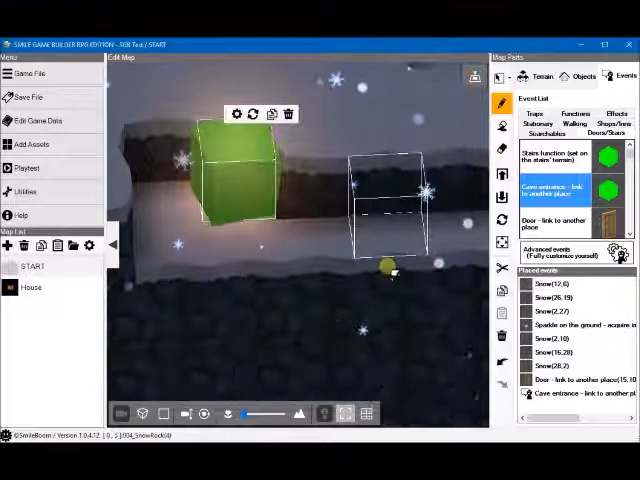 SMILE GAME BUILDER RPG EDITION - SGB Test / START
Menu
Game File
Save File
Edit Game Data
Add Assets
Playtest
Utilities
Help
Map List
START
House
Edit Map
Map Parts
Terrain
Objects
Events
Event List
Traps Functions Effects
Stationary Walking Shops/Inns
Searchables Doors/Stairs
Stairs function (set on
the stairs' terrain)
Cave entrance - link to
another place
Door - link to another
place
Advanced events
(Fully customize yourself)
Placed events
Snow(12,6)
Snow(26,19)
Snow(2,27)
Sparkle on the ground - acquire in
Snow(2,10)
Snow(16,28)
Snow(28,2)
Door - link to another place(15,10
Cave entrance - link to another pl
©SmileBoom / Version 1.0.4.12 [ 0 , 3 ]:004_SnowRock(4)